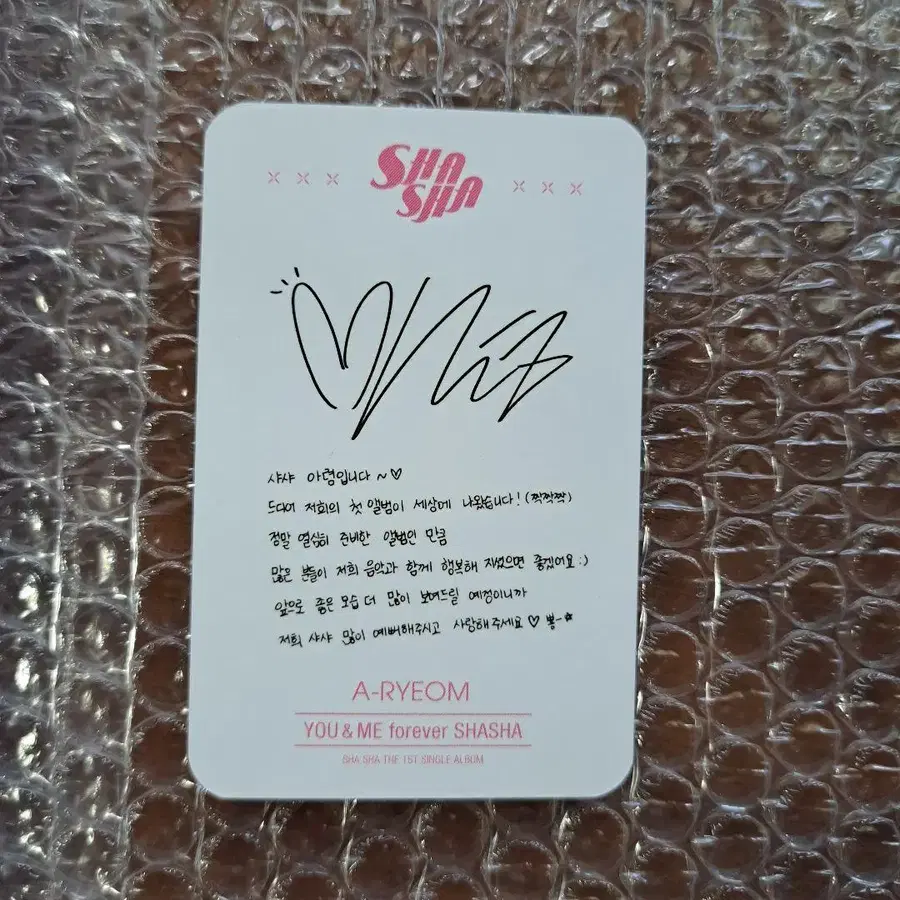 SHA
SHA
샤샤 아렴입니다~♡
드디어 저희의 첫 앨범이 세상에 나왔습니다! (짝짝짝)
정말 열심히 준비한 앨범인 만큼
많은 분들이 저희 음악과 함께 행복해지셨으면 좋겠어요:)
앞으로 좋은 모습 더 많이 보여드릴 예정이니까
저희 샤샤 많이 예뻐해주시고 사랑해주세요♡ 뿅-★
A-RYEOM
YOU & ME forever SHASHA
SHA SHA THE 1ST SINGLE ALBUM